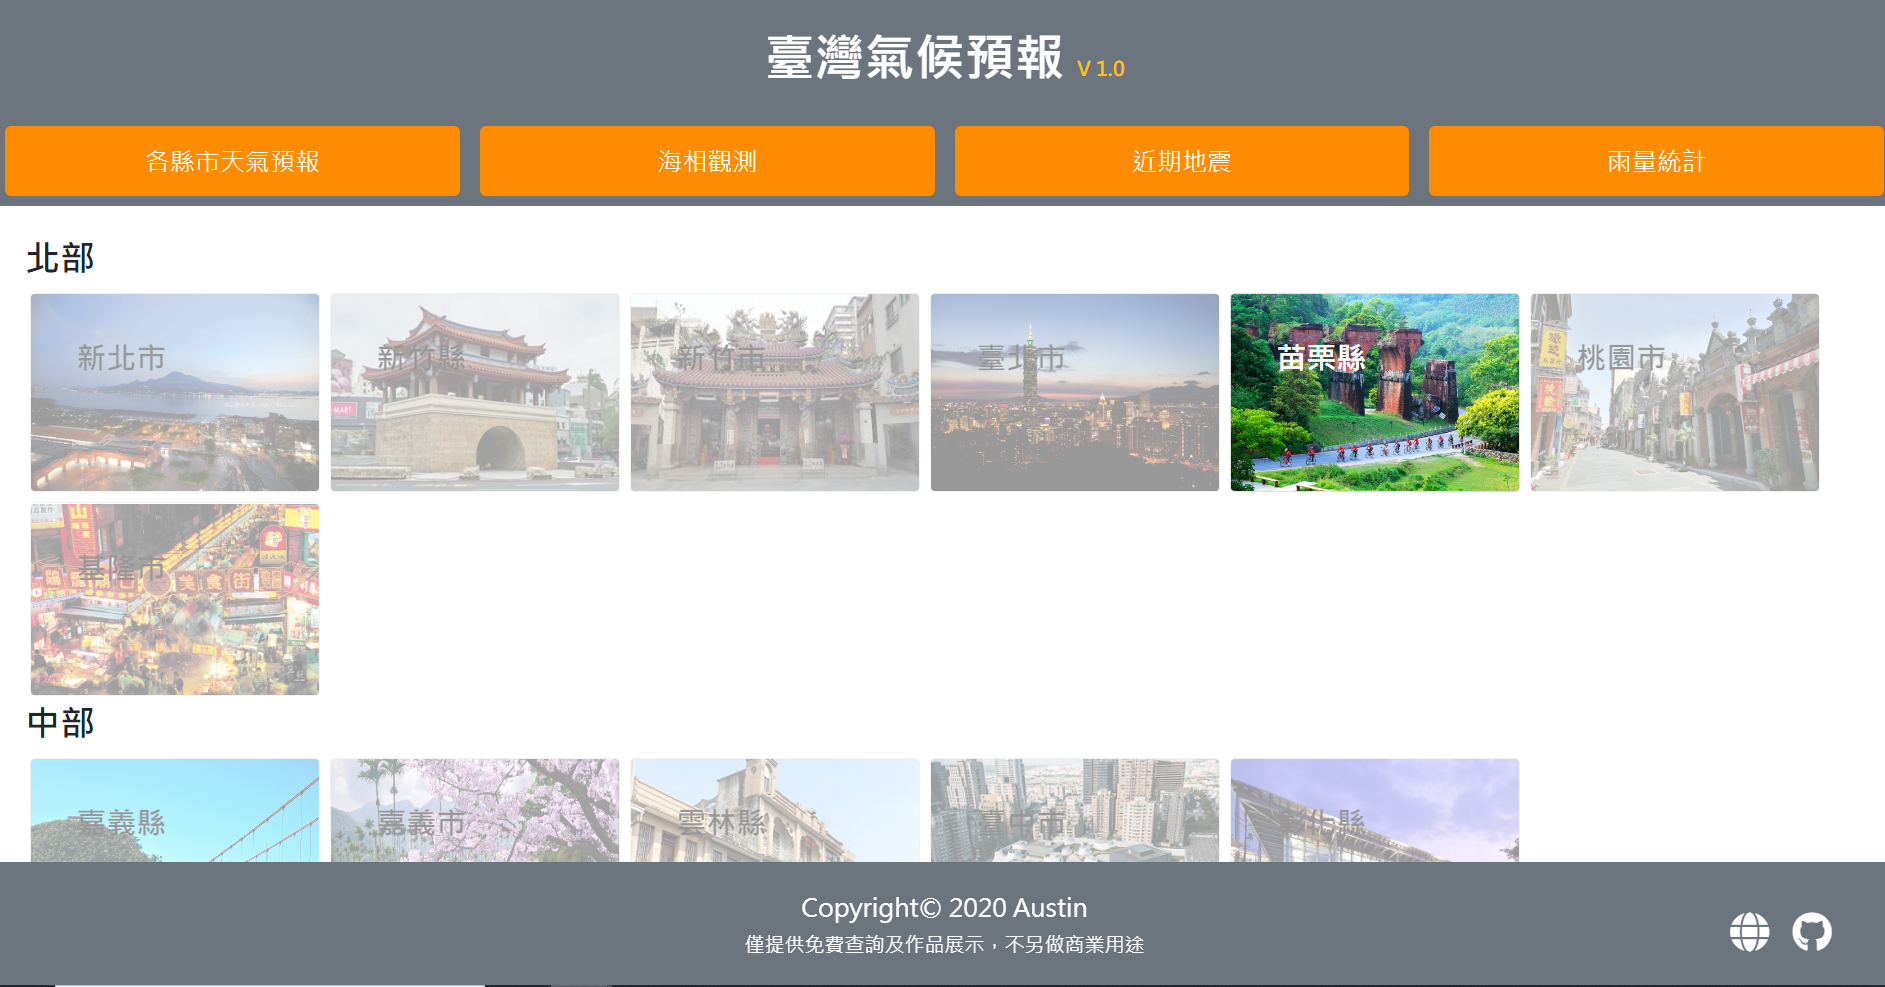 臺灣氣候預報 V 1.0
各縣市天氣預報
海相觀測
近期地震
雨量統計
北部
新北市
新竹縣
新竹市
臺北市
苗栗縣
桃園市
基隆市
美食街
中部
嘉義縣
嘉義市
雲林縣
臺中市
彰化縣
Copyright© 2020 Austin
僅提供免費查詢及作品展示，不另做商業用途